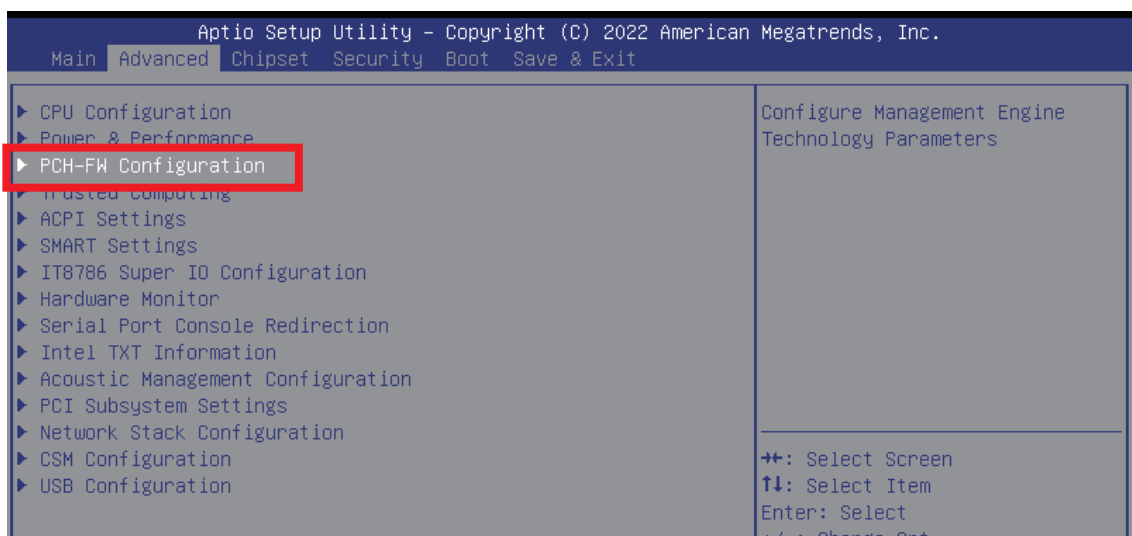 Aptio Setup Utility – Copyright (C) 2022 American Megatrends, Inc.
Main Advanced Chipset Security Boot Save & Exit
▶ CPU Configuration
▶ Power & Performance
▶ PCH-FW Configuration
▶ Trusted Computing
▶ ACPI Settings
▶ SMART Settings
▶ IT8786 Super IO Configuration
▶ Hardware Monitor
▶ Serial Port Console Redirection
▶ Intel TXT Information
▶ Acoustic Management Configuration
▶ PCI Subsystem Settings
▶ Network Stack Configuration
▶ CSM Configuration
▶ USB Configuration
Configure Management Engine
Technology Parameters
→←: Select Screen
↑↓: Select Item
Enter: Select
+/-: Change Opt.